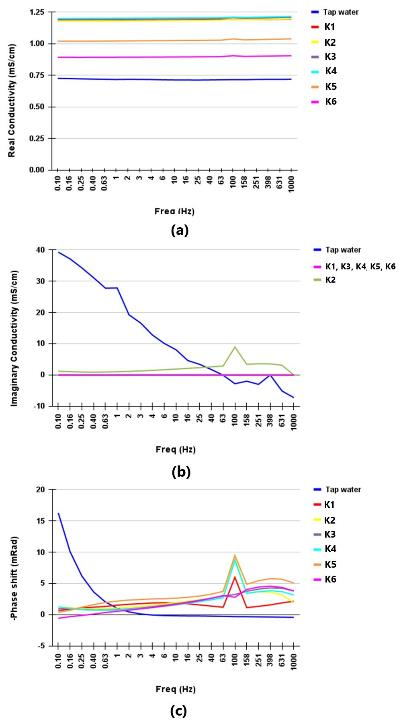 1.25
1.00
0.75
0.50
0.25
0.00
Real Conductivity (mS/cm)
0.10 0.16 0.25 0.40 0.63 1 2 3 4 6 10 16 25 40 63 100 158 251 398 631 1000
Freq (Hz)
Tap water
K1
K2
K3
K4
K5
K6
(a)
40
30
20
10
0
-10
Imaginary Conductivity (mS/cm)
0.10 0.16 0.25 0.40 0.63 1 2 3 4 6 10 16 25 40 63 100 158 251 398 631 1000
Freq (Hz)
Tap water
K1, K3, K4, K5, K6
K2
(b)
20
15
10
5
0
-5
-Phase shift (mRad)
0.10 0.16 0.25 0.40 0.63 1 2 3 4 6 10 16 25 40 63 100 158 251 398 631 1000
Freq (Hz)
Tap water
K1
K2
K3
K4
K5
K6
(c)